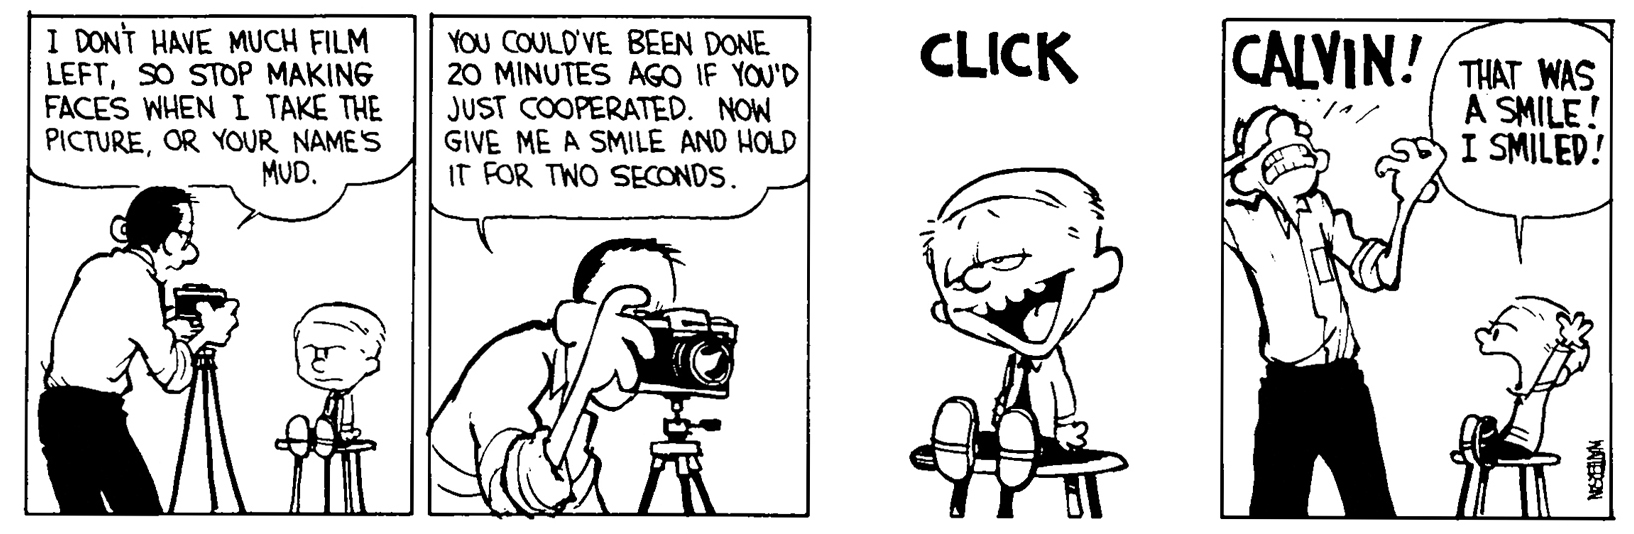 I DON'T HAVE MUCH FILM
LEFT, SO STOP MAKING
FACES WHEN I TAKE THE
PICTURE, OR YOUR NAME'S
MUD.
YOU COULD'VE BEEN DONE
20 MINUTES AGO IF YOU'D
JUST COOPERATED. NOW
GIVE ME A SMILE AND HOLD
IT FOR TWO SECONDS.
CLICK
CALVIN!
THAT WAS
A SMILE!
I SMILED!
WATTERSON